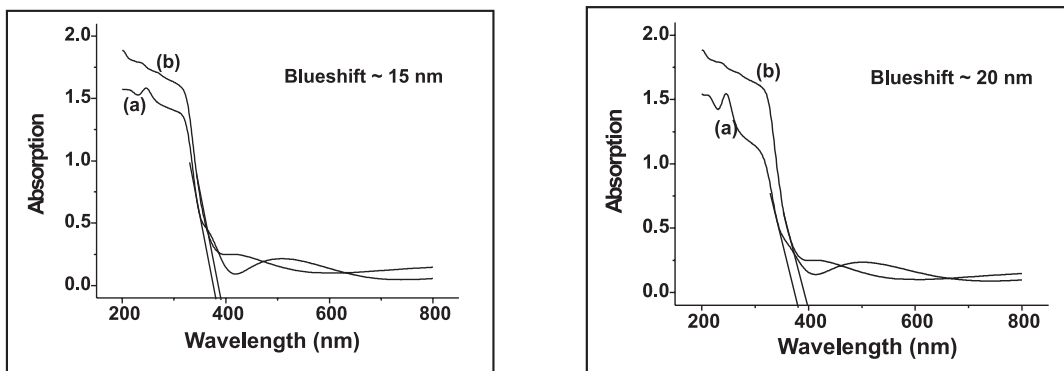 2.0
1.5
1.0
0.5
0.0
Absorption
(b)
(a)
Blueshift ~ 15 nm
200 400 600 800
Wavelength (nm)
2.0
1.5
1.0
0.5
0.0
Absorption
(b)
(a)
Blueshift ~ 20 nm
200 400 600 800
Wavelength (nm)